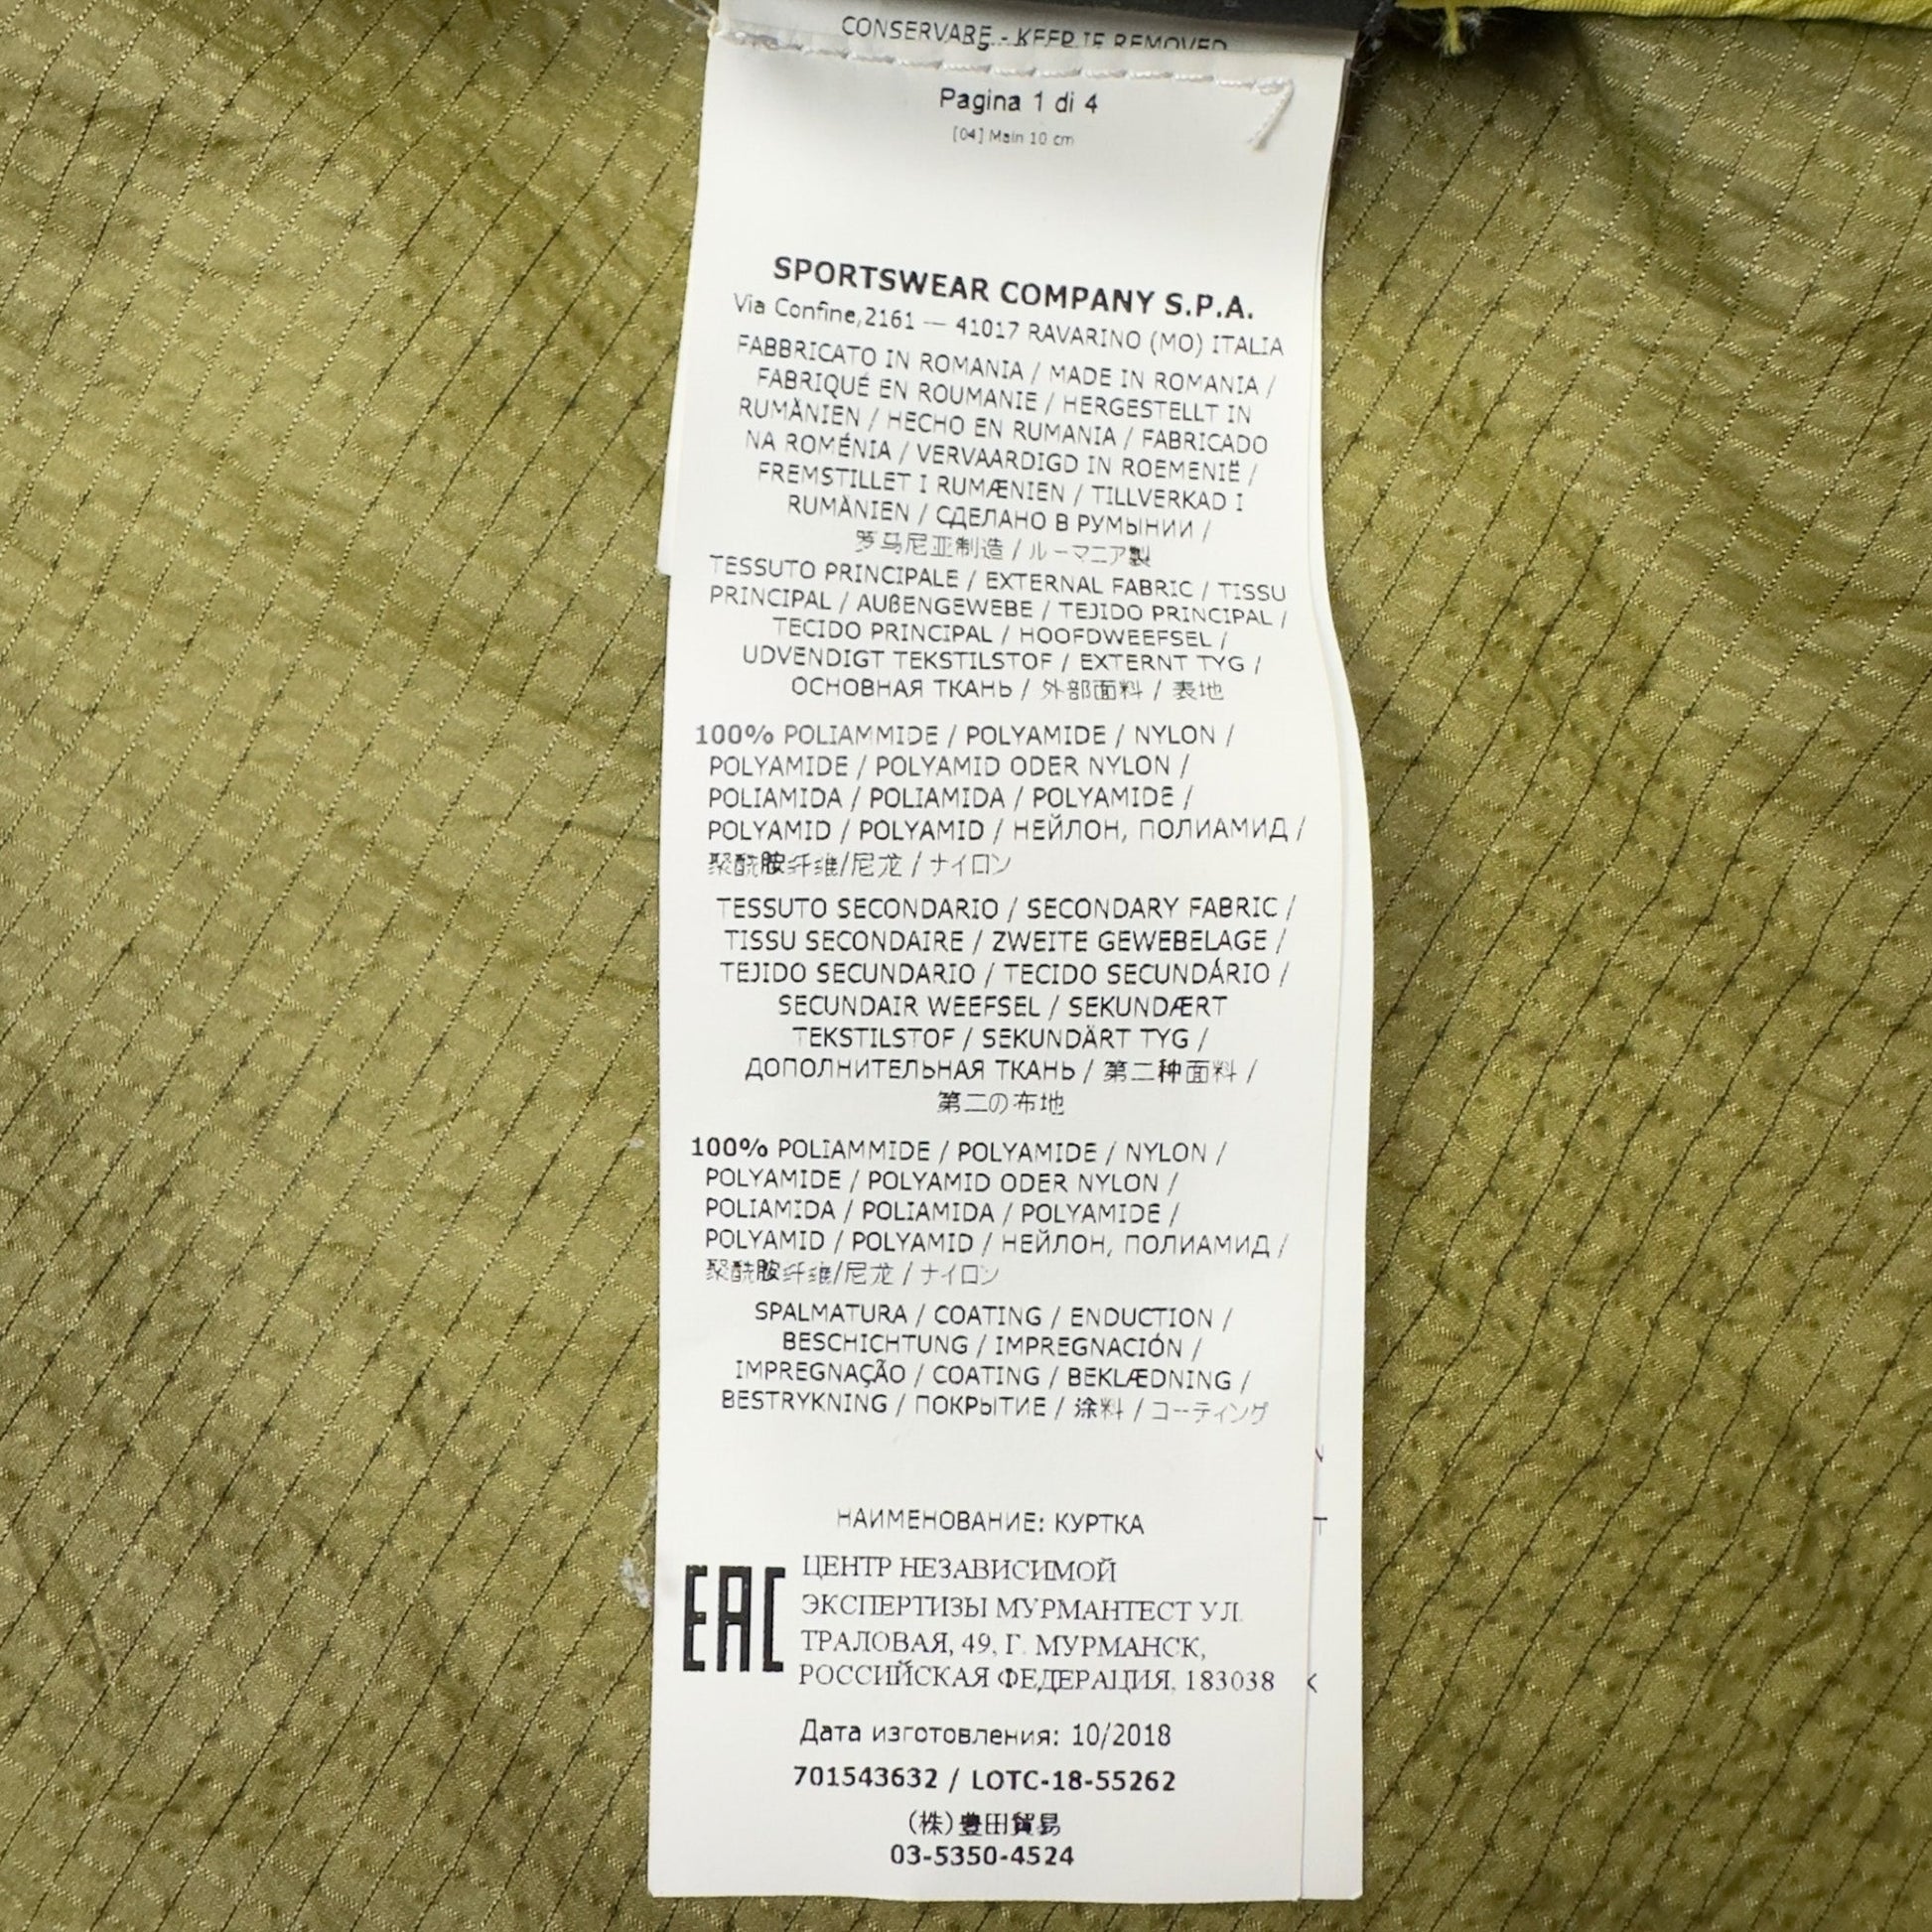 CONSERVARE - KEEP IF REMOVED
Pagina 1 di 4
[04] Main 10 cm
SPORTSWEAR COMPANY S.P.A.
Via Confine,2161 — 41017 RAVARINO (MO) ITALIA
FABBRICATO IN ROMANIA / MADE IN ROMANIA /
FABRIQUÉ EN ROUMANIE / HERGESTELLT IN
RUMÄNIEN / HECHO EN RUMANIA / FABRICADO
NA ROMÉNIA / VERVAARDIGD IN ROEMENIË /
FREMSTILLET I RUMÆNIEN / TILLVERKAD I
RUMÄNIEN / СДЕЛАНО В РУМЫНИИ /
罗马尼亚制造 / ルーマニア製
TESSUTO PRINCIPALE / EXTERNAL FABRIC / TISSU
PRINCIPAL / AUßENGEWEBE / TEJIDO PRINCIPAL /
TECIDO PRINCIPAL / HOOFDWEEFSEL /
UDVENDIGT TEKSTILSTOF / EXTERNT TYG /
ОСНОВНАЯ ТКАНЬ / 外部面料 / 表地
100% POLIAMMIDE / POLYAMIDE / NYLON /
POLYAMIDE / POLYAMID ODER NYLON /
POLIAMIDA / POLIAMIDA / POLYAMIDE /
POLYAMID / POLYAMID / НЕЙЛОН, ПОЛИАМИД /
聚酰胺纤维/尼龙 / ナイロン
TESSUTO SECONDARIO / SECONDARY FABRIC /
TISSU SECONDAIRE / ZWEITE GEWEBELAGE /
TEJIDO SECUNDARIO / TECIDO SECUNDÁRIO /
SECUNDAIR WEEFSEL / SEKUNDÆRT
TEKSTILSTOF / SEKUNDÄRT TYG /
ДОПОЛНИТЕЛЬНАЯ ТКАНЬ / 第二种面料 /
第二の布地
100% POLIAMMIDE / POLYAMIDE / NYLON /
POLYAMIDE / POLYAMID ODER NYLON /
POLIAMIDA / POLIAMIDA / POLYAMIDE /
POLYAMID / POLYAMID / НЕЙЛОН, ПОЛИАМИД /
聚酰胺纤维/尼龙 / ナイロン
SPALMATURA / COATING / ENDUCTION /
BESCHICHTUNG / IMPREGNACIÓN /
IMPREGNAÇÃO / COATING / BEKLÆDNING /
BESTRYKNING / ПОКРЫТИЕ / 涂料 / コーティング
НАИМЕНОВАНИЕ: КУРТКА
EAC
ЦЕНТР НЕЗАВИСИМОЙ
ЭКСПЕРТИЗЫ МУРМАНТЕСТ УЛ.
ТРАЛОВАЯ, 49, Г. МУРМАНСК,
РОССИЙСКАЯ ФЕДЕРАЦИЯ, 183038
Дата изготовления: 10/2018
701543632 / LOTC-18-55262
(株)豊田貿易
03-5350-4524